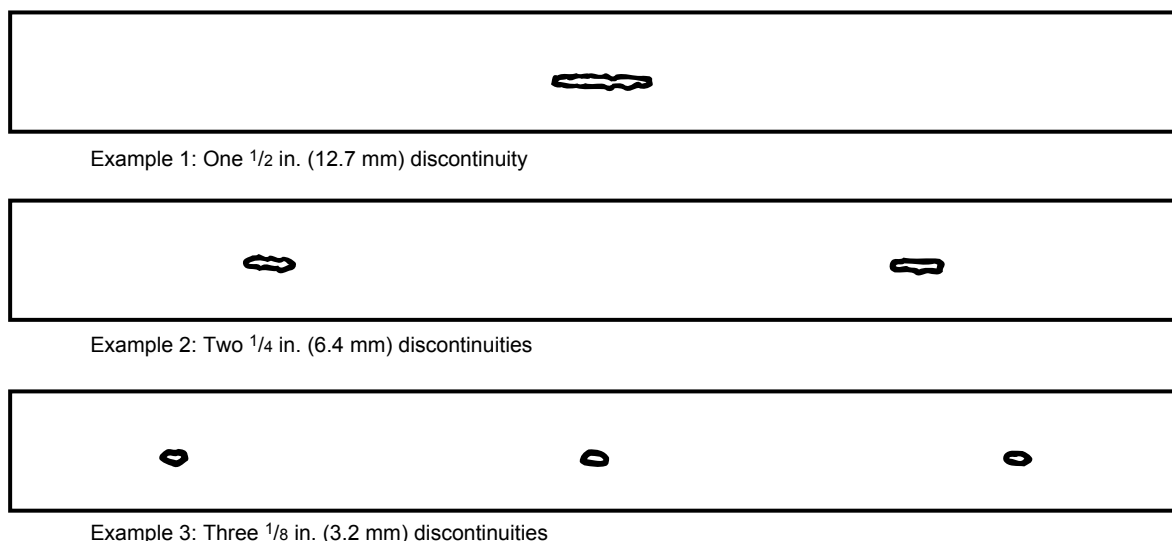 Example 1: One 1/2 in. (12.7 mm) discontinuity
Example 2: Two 1/4 in. (6.4 mm) discontinuities
Example 3: Three 1/8 in. (3.2 mm) discontinuities